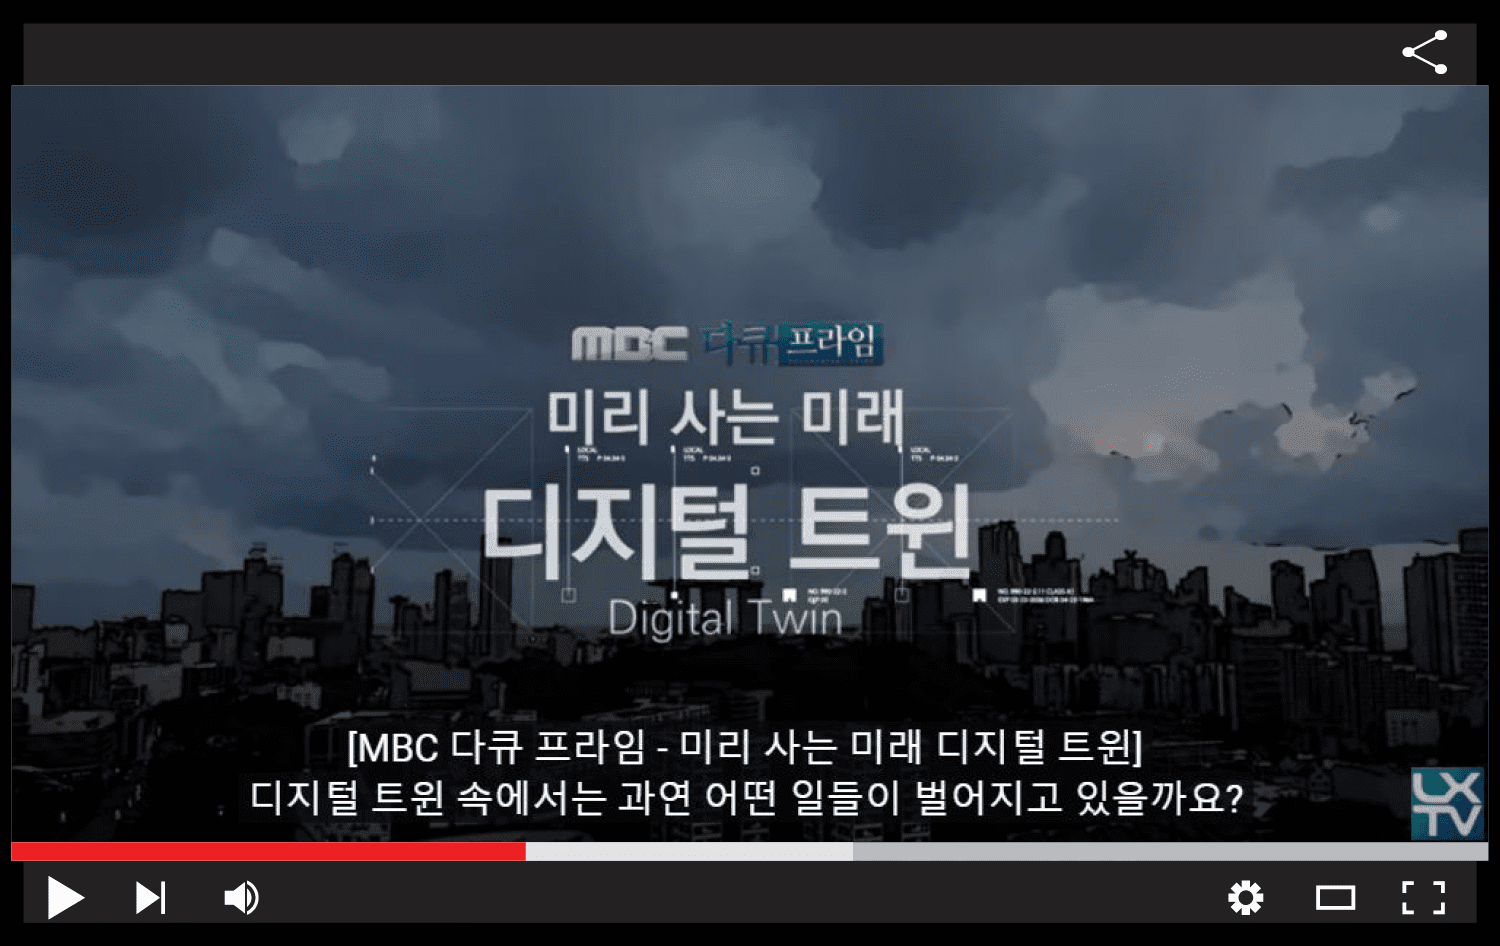 MBC 다큐 프라임
미리 사는 미래
LOCAL
LOCAL
LOCAL
디지털 트윈
Digital Twin
[MBC 다큐 프라임 - 미리 사는 미래 디지털 트윈]
디지털 트윈 속에서는 과연 어떤 일들이 벌어지고 있을까요?
LX
TV